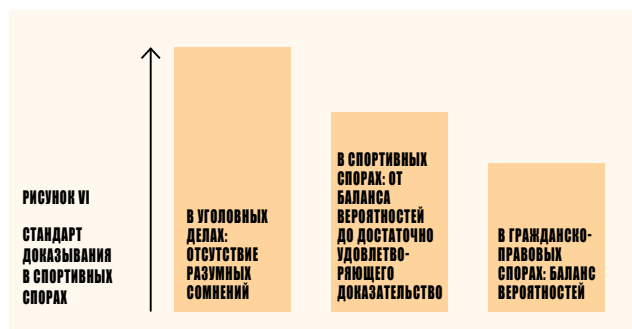 РИСУНОК VI
СТАНДАРТ
ДОКАЗЫВАНИЯ
В СПОРТИВНЫХ
СПОРАХ
В УГОЛОВНЫХ
ДЕЛАХ:
ОТСУТСТВИЕ
РАЗУМНЫХ
СОМНЕНИЙ
В СПОРТИВНЫХ
СПОРАХ: ОТ
БАЛАНСА
ВЕРОЯТНОСТЕЙ
ДО ДОСТАТОЧНО
УДОВЛЕТВО-
РЯЮЩЕГО
ДОКАЗАТЕЛЬСТВО
В ГРАЖДАНСКО-
ПРАВОВЫХ
СПОРАХ: БАЛАНС
ВЕРОЯТНОСТЕЙ